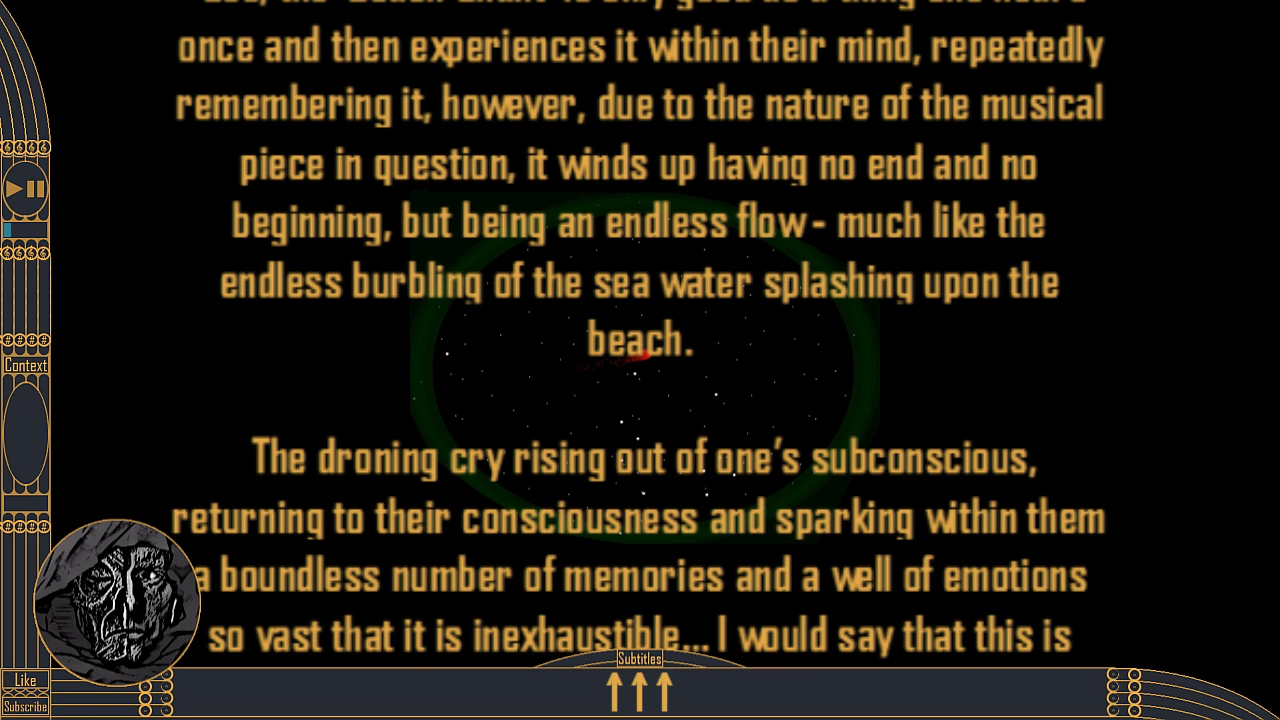 once and then experiences it within their mind, repeatedly
remembering it, however, due to the nature of the musical
piece in question, it winds up having no end and no
beginning, but being an endless flow - much like the
endless burbling of the sea water splashing upon the
beach.
The droning cry rising out of one's subconscious,
returning to their consciousness and sparking within them
a boundless number of memories and a well of emotions
so vast that it is inexhaustible... I would say that this is
Context
Like
Subscribe
Subtitles